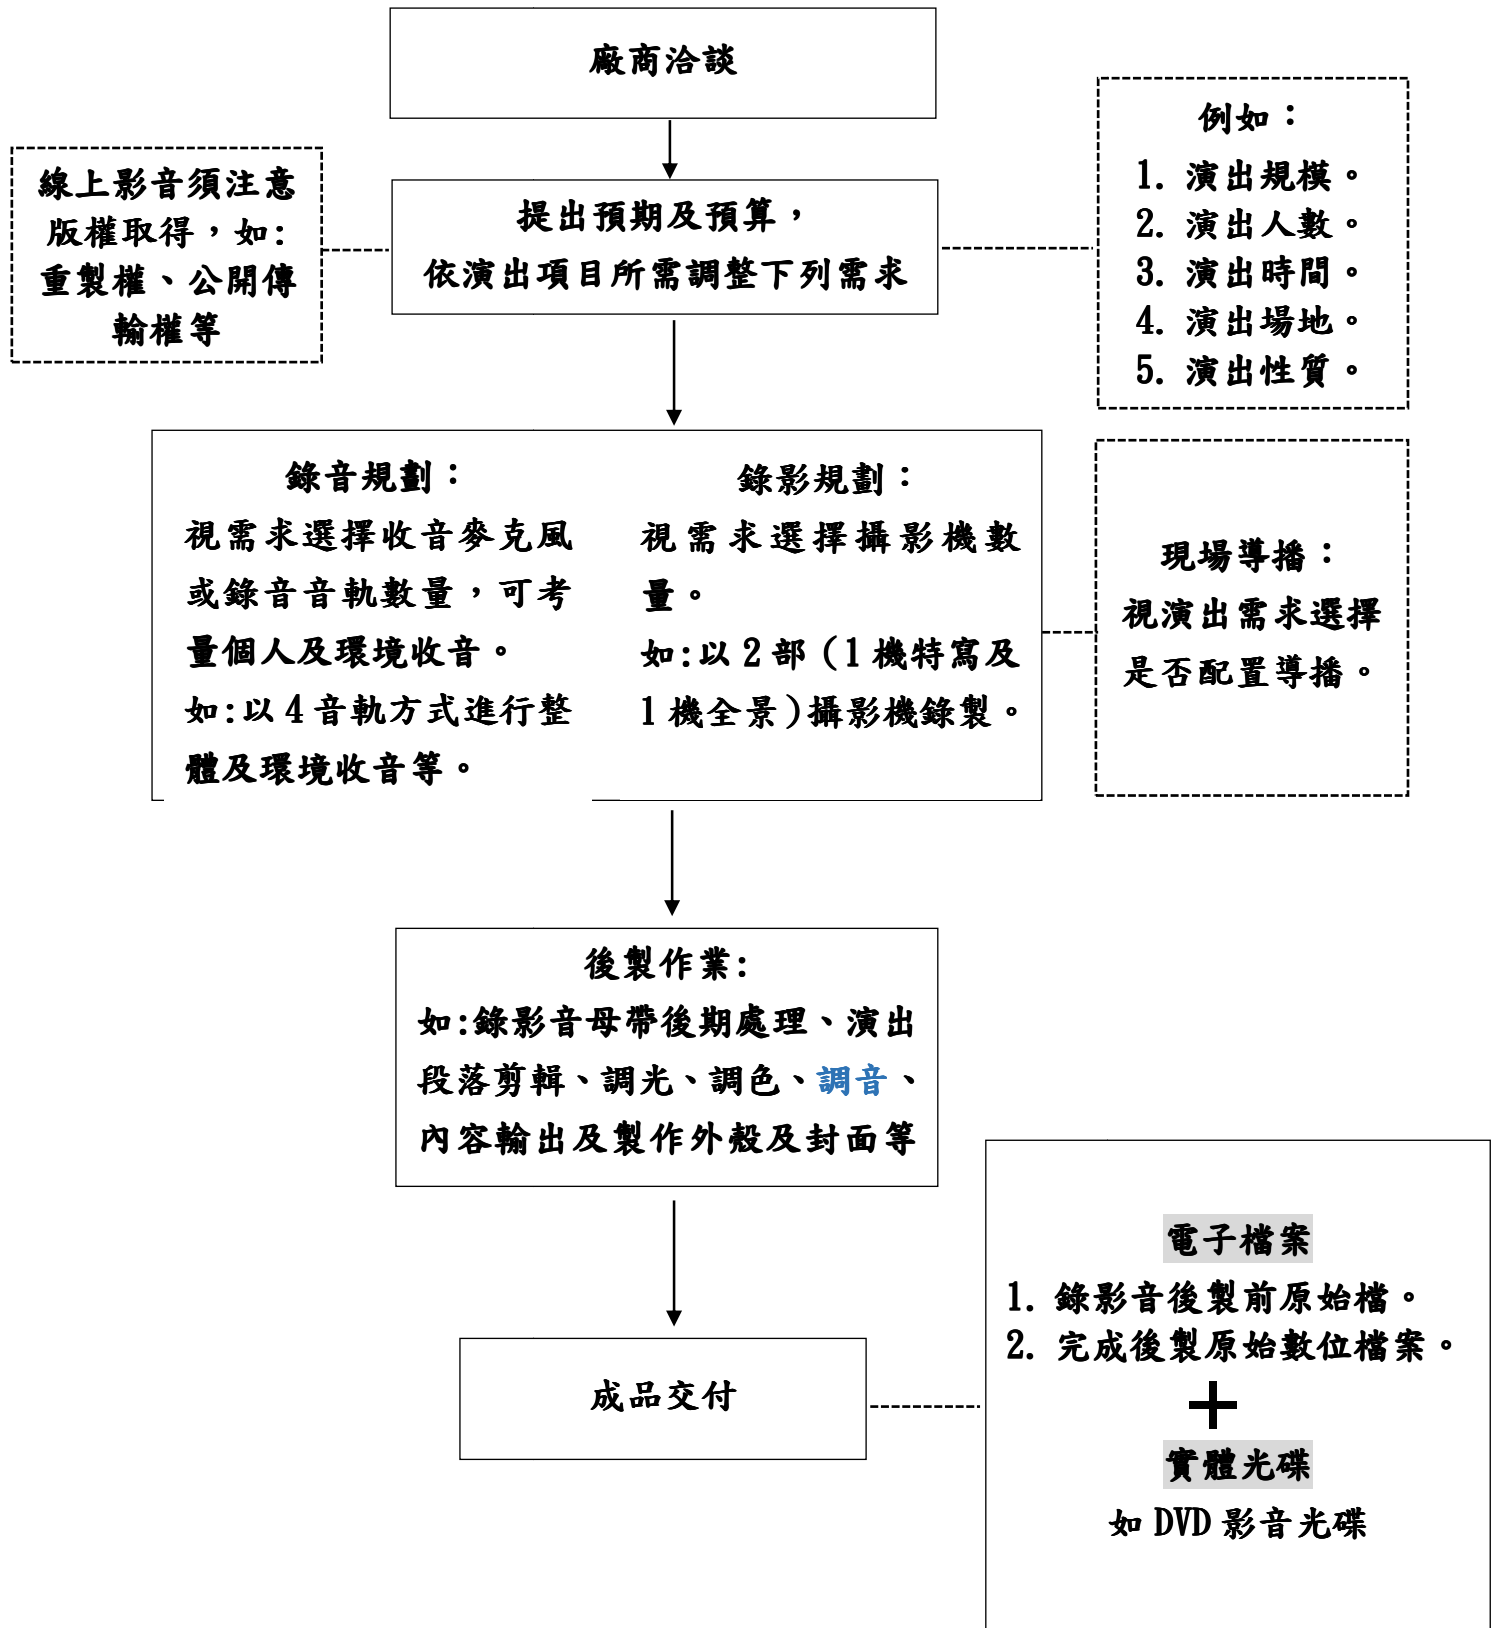 廠商洽談
線上影音須注意
版權取得，如:
重製權、公開傳
輸權等
提出預期及預算，
依演出項目所需調整下列需求
例如：
1. 演出規模。
2. 演出人數。
3. 演出時間。
4. 演出場地。
5. 演出性質。
錄音規劃：
視需求選擇收音麥克風
或錄音音軌數量，可考
量個人及環境收音。
如:以 4 音軌方式進行整
體及環境收音等。
錄影規劃：
視需求選擇攝影機數
量。
如:以 2 部（1 機特寫及
1 機全景）攝影機錄製。
現場導播：
視演出需求選擇
是否配置導播。
後製作業:
如:錄影音母帶後期處理、演出
段落剪輯、調光、調色、調音、
內容輸出及製作外殼及封面等
成品交付
電子檔案
1. 錄影音後製前原始檔。
2. 完成後製原始數位檔案。
+
實體光碟
如 DVD 影音光碟